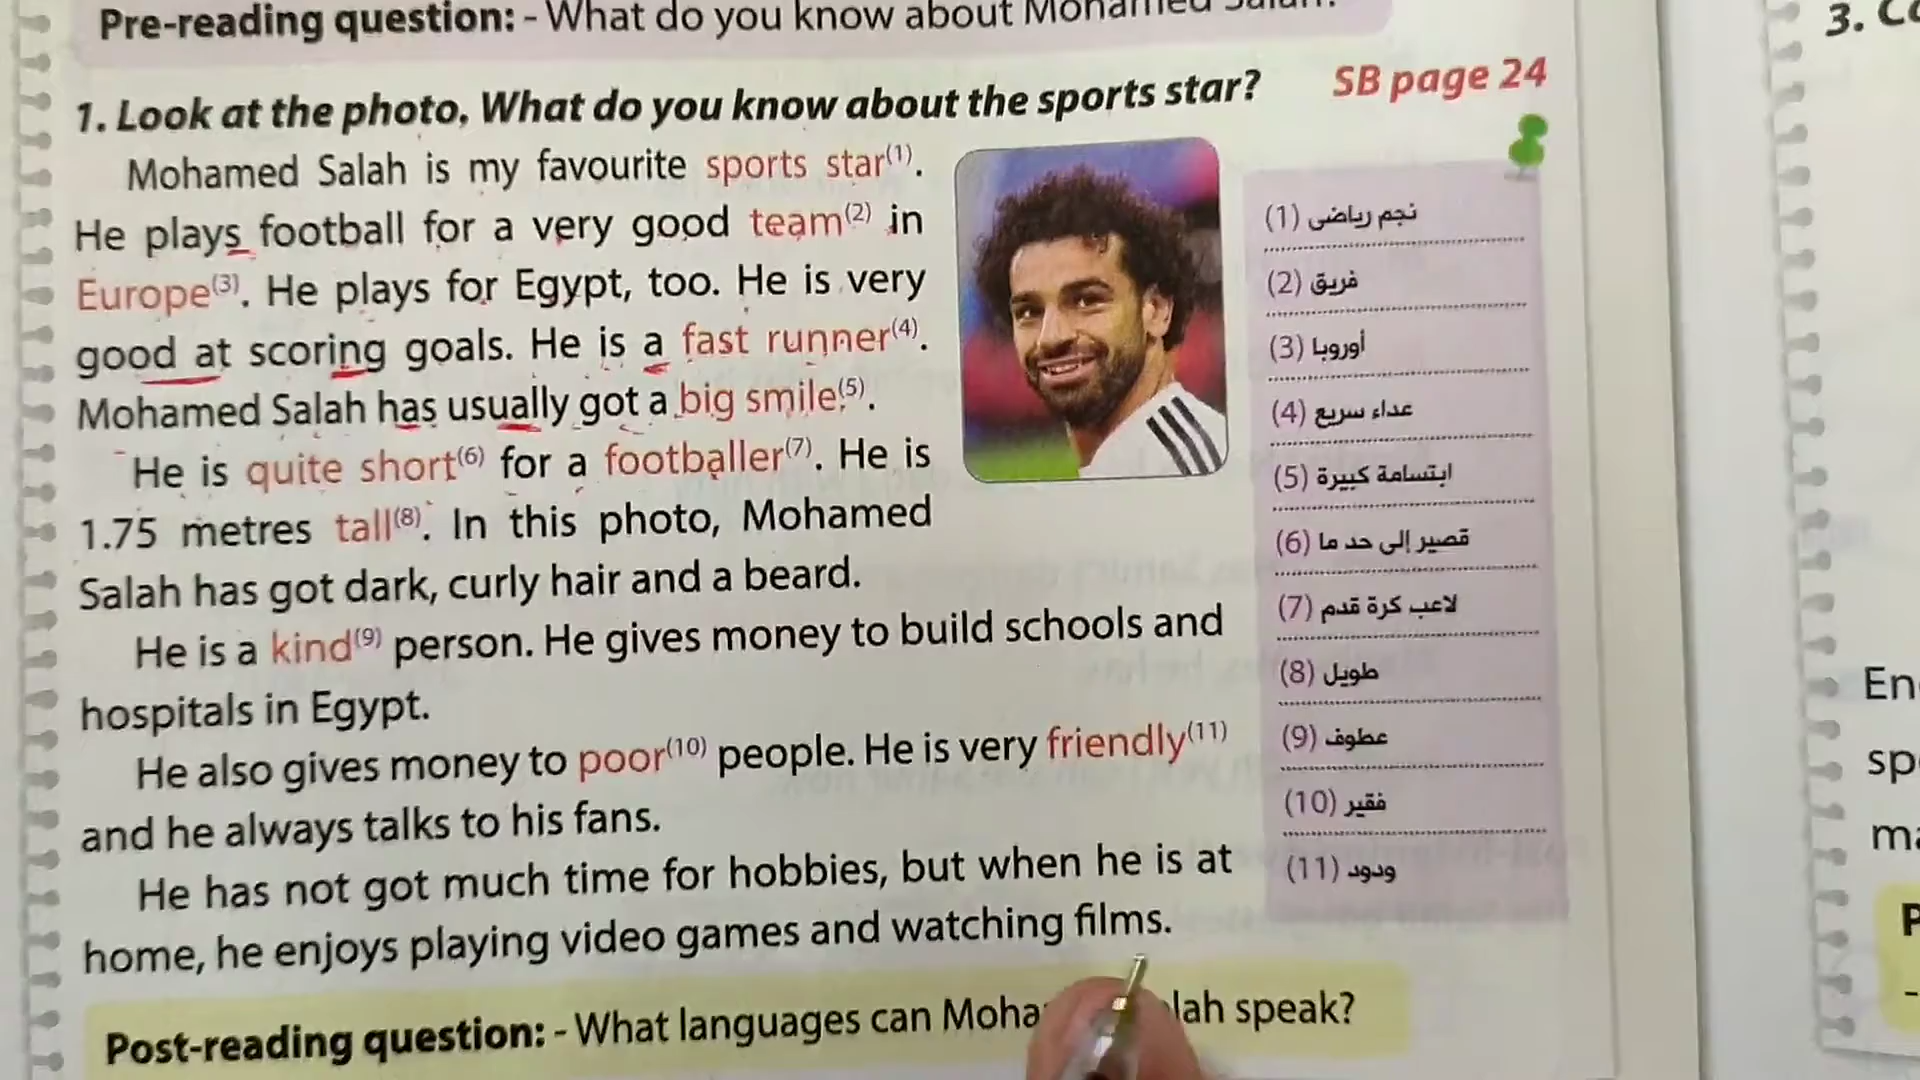 Pre-reading question: - What do you know about Mohamed Salah?
1. Look at the photo, What do you know about the sports star?
SB page 24
Mohamed Salah is my favourite sports star(1).
He plays football for a very good team(2) in
Europe(3). He plays for Egypt, too. He is very
good at scoring goals. He is a fast runner(4).
Mohamed Salah has usually got a big smile(5).
He is quite short(6) for a footballer(7). He is
1.75 metres tall(8). In this photo, Mohamed
Salah has got dark, curly hair and a beard.
He is a kind(9) person. He gives money to build schools and
hospitals in Egypt.
He also gives money to poor(10) people. He is very friendly(11)
and he always talks to his fans.
He has not got much time for hobbies, but when he is at
home, he enjoys playing video games and watching films.
Post-reading question: - What languages can Moha lah speak?
(1) نجم رياضى
(2) فريق
(3) أوروبا
(4) عداء سريع
(5) ابتسامة كبيرة
(6) قصير إلى حد ما
(7) لاعب كرة قدم
(8) طويل
(9) عطوف
(10) فقير
(11) ودود
3.